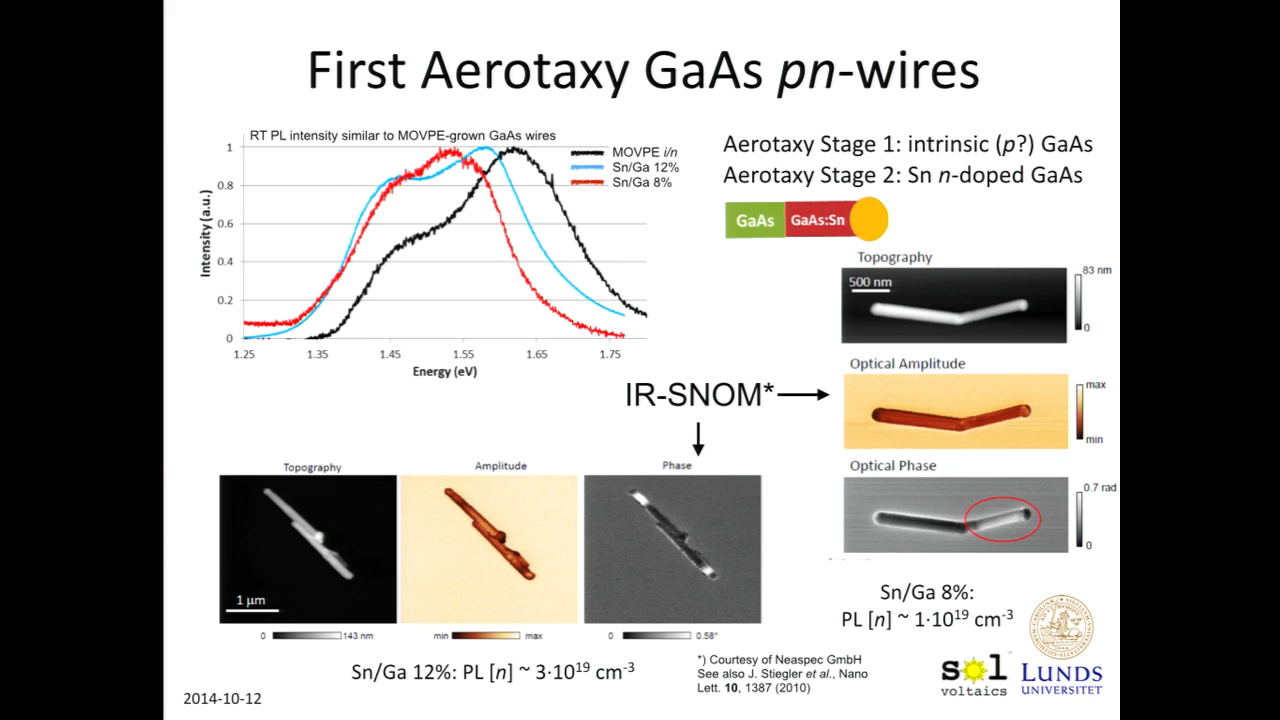 First Aerotaxy GaAs pn-wires
RT PL intensity similar to MOVPE-grown GaAs wires
MOVPE i/n
Sn/Ga 12%
Sn/Ga 8%
Intensity (a.u.)
1
0.8
0.6
0.4
0.2
0
1.25 1.35 1.45 1.55 1.65 1.75
Energy (eV)
Aerotaxy Stage 1: intrinsic (p?) GaAs
Aerotaxy Stage 2: Sn n-doped GaAs
GaAs GaAs:Sn
Topography
500 nm
83 nm
0
Optical Amplitude
max
min
Optical Phase
0.7 rad
0
IR-SNOM*
Topography Amplitude Phase
1 μm
0 143 nm min max 0 0.58°
Sn/Ga 12%: PL [n] ~ 3·10¹⁹ cm⁻³
Sn/Ga 8%:
PL [n] ~ 1·10¹⁹ cm⁻³
*) Courtesy of Neaspec GmbH
See also J. Stiegler et al., Nano
Lett. 10, 1387 (2010)
sol
voltaics
LUNDS
UNIVERSITET
2014-10-12